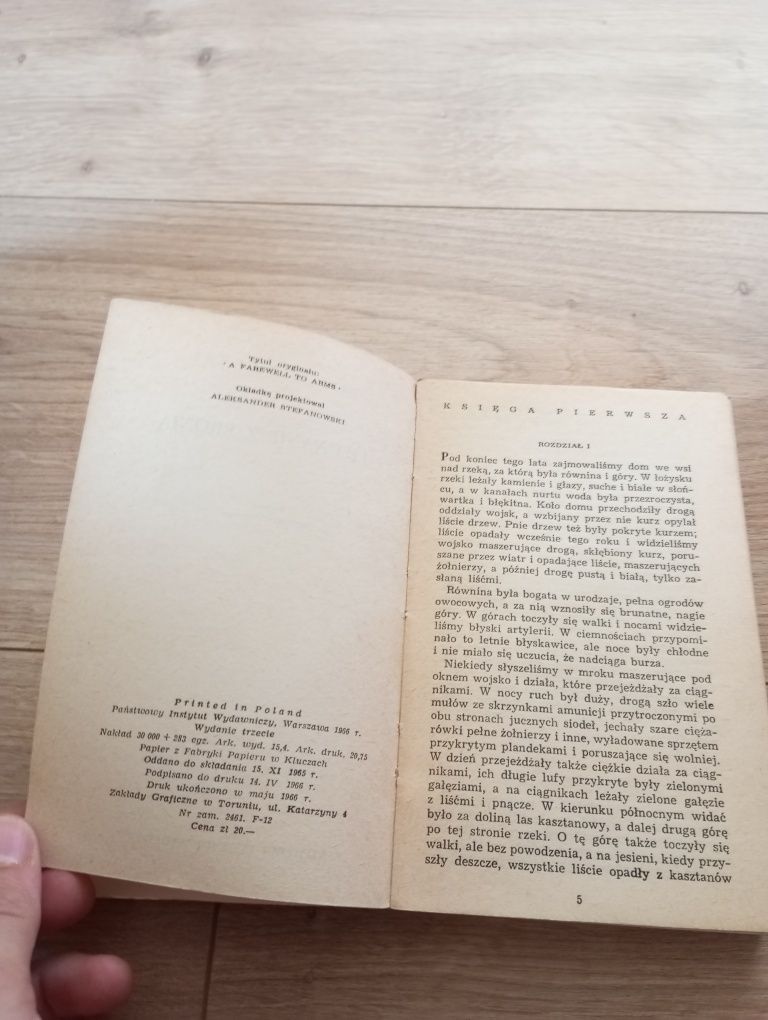 Tytuł oryginału:
„A FAREWELL TO ARMS”
Okładkę projektował
ALEKSANDER STEFANOWSKI
Printed in Poland
Państwowy Instytut Wydawniczy, Warszawa 1966 r.
Wydanie trzecie
Nakład 30 000 + 283 egz. Ark. wyd. 15,4. Ark. druk. 20,75
Papier z Fabryki Papieru w Kluczach
Oddano do składania 15. XI 1965 r.
Podpisano do druku 14. IV 1966 r.
Druk ukończono w maju 1966 r.
Zakłady Graficzne w Toruniu, ul. Katarzyny 4
Nr zam. 2461. F-12
Cena zł 20.—
KSIĘGA PIERWSZA
ROZDZIAŁ I
Pod koniec tego lata zajmowaliśmy dom we wsi
nad rzeką, za którą była równina i góry. W łożysku
rzeki leżały kamienie i głazy, suche i białe w słoń-
cu, a w kanałach nurtu woda była przezroczysta,
wartka i błękitna. Koło domu przechodziły drogą
oddziały wojsk, a wzbijany przez nie kurz opylał
liście drzew. Pnie drzew też były pokryte kurzem;
liście opadały wcześnie tego roku i widzieliśmy
wojsko maszerujące drogą, skłębiony kurz, poru-
szane przez wiatr i opadające liście, maszerujących
żołnierzy, a później drogę pustą i białą, tylko za-
słaną liśćmi.
Równina była bogata w urodzaje, pełna ogrodów
owocowych, a za nią wznosiły się brunatne, nagie
góry. W górach toczyły się walki i nocami widzie-
liśmy błyski artylerii. W ciemnościach przypomi-
nało to letnie błyskawice, ale noce były chłodne
i nie miało się uczucia, że nadciąga burza.
Niekiedy słyszeliśmy w mroku maszerujące pod
oknem wojsko i działa, które przejeżdżały za ciąg-
nikami. W nocy ruch był duży, drogą szło wiele
mułów ze skrzynkami amunicji przytroczonymi po
obu stronach jucznych siodeł, jechały szare cięża-
rówki pełne żołnierzy i inne, wyładowane sprzętem
przykrytym plandekami i poruszające się wolniej.
W dzień przejeżdżały także ciężkie działa za ciąg-
nikami, ich długie lufy przykryte były zielonymi
gałęziami, a na ciągnikach leżały zielone gałęzie
z liśćmi i pnącze. W kierunku północnym widać
było za doliną las kasztanowy, a dalej drugą górę
po tej stronie rzeki. O tę górę także toczyły się
walki, ale bez powodzenia, a na jesieni, kiedy przy-
szły deszcze, wszystkie liście opadły z kasztanów
5